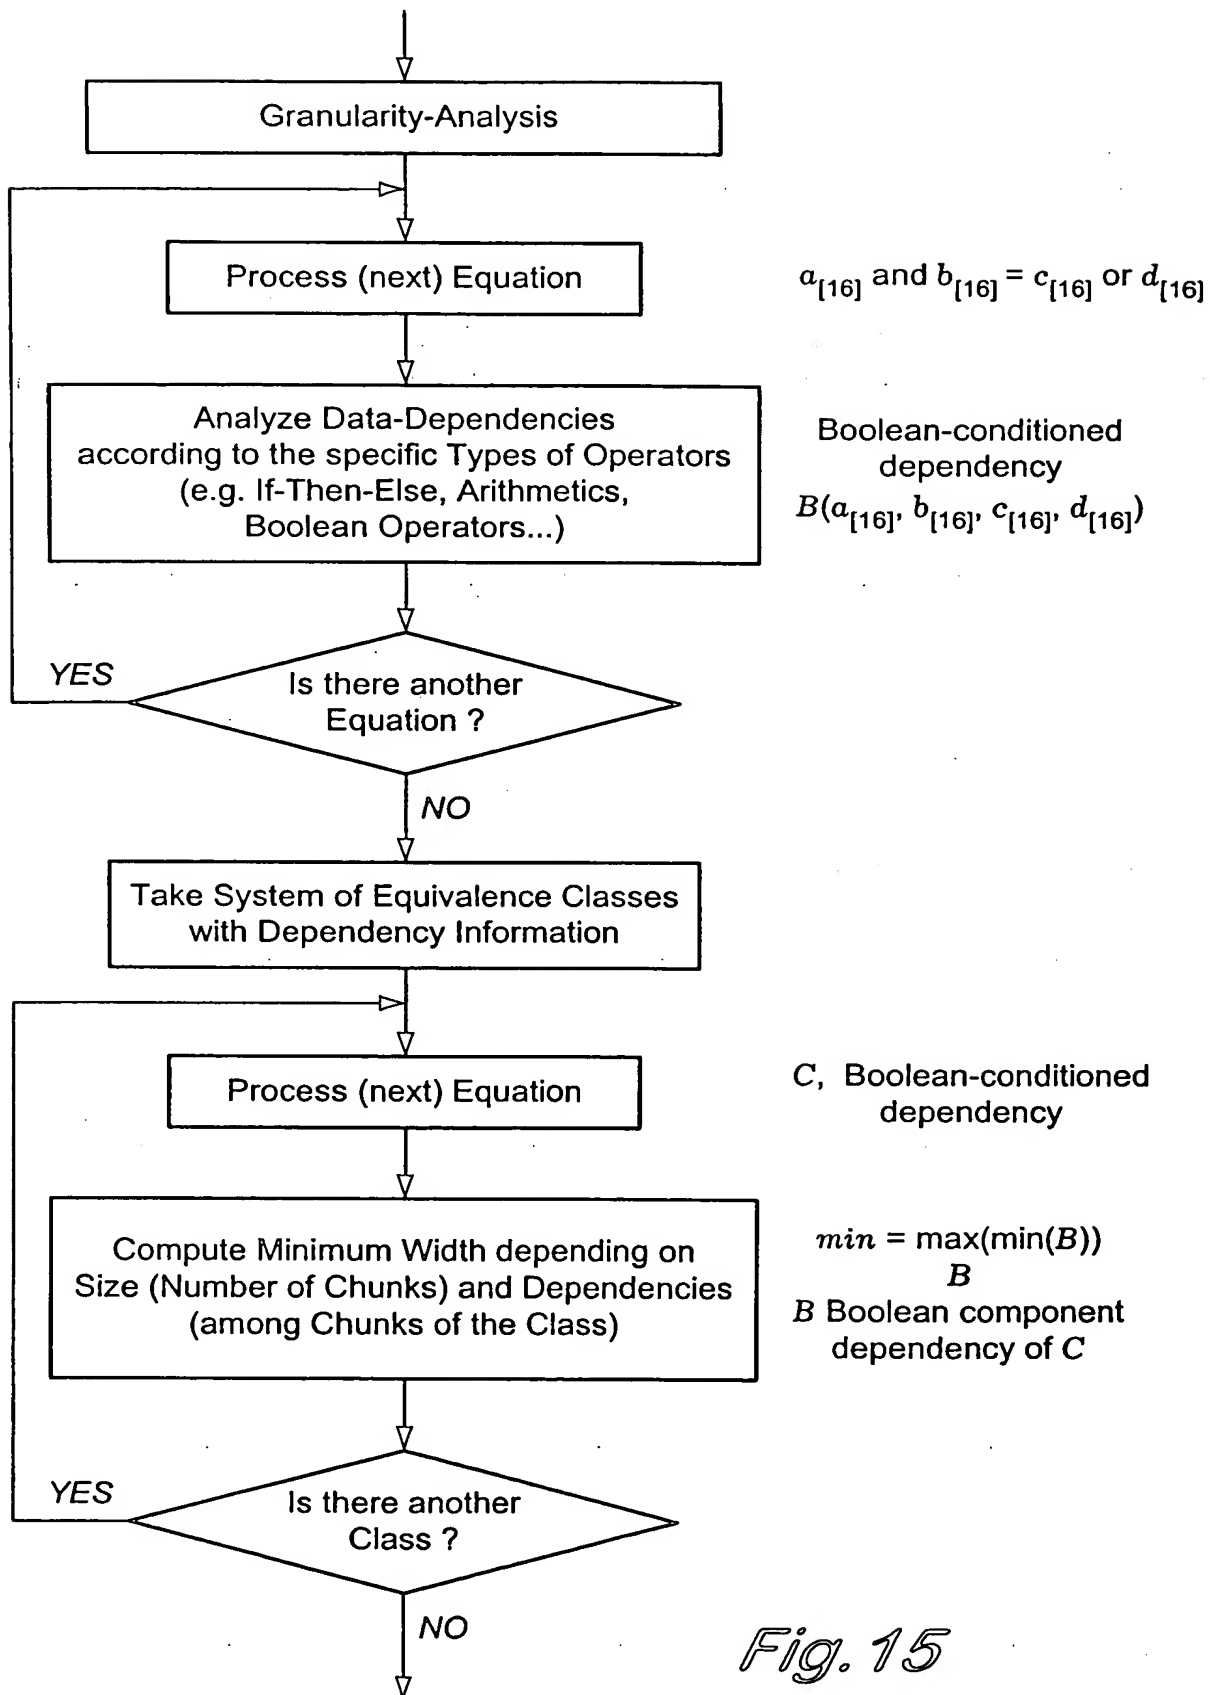 Granularity-Analysis
Process (next) Equation
a[16] and b[16] = c[16] or d[16]
Analyze Data-Dependencies
according to the specific Types of Operators
(e.g. If-Then-Else, Arithmetics,
Boolean Operators...)
Boolean-conditioned
dependency
B(a[16], b[16], c[16], d[16])
YES
Is there another
Equation ?
NO
Take System of Equivalence Classes
with Dependency Information
Process (next) Equation
C, Boolean-conditioned
dependency
Compute Minimum Width depending on
Size (Number of Chunks) and Dependencies
(among Chunks of the Class)
min = max(min(B))
B
B Boolean component
dependency of C
YES
Is there another
Class ?
NO
Fig. 15